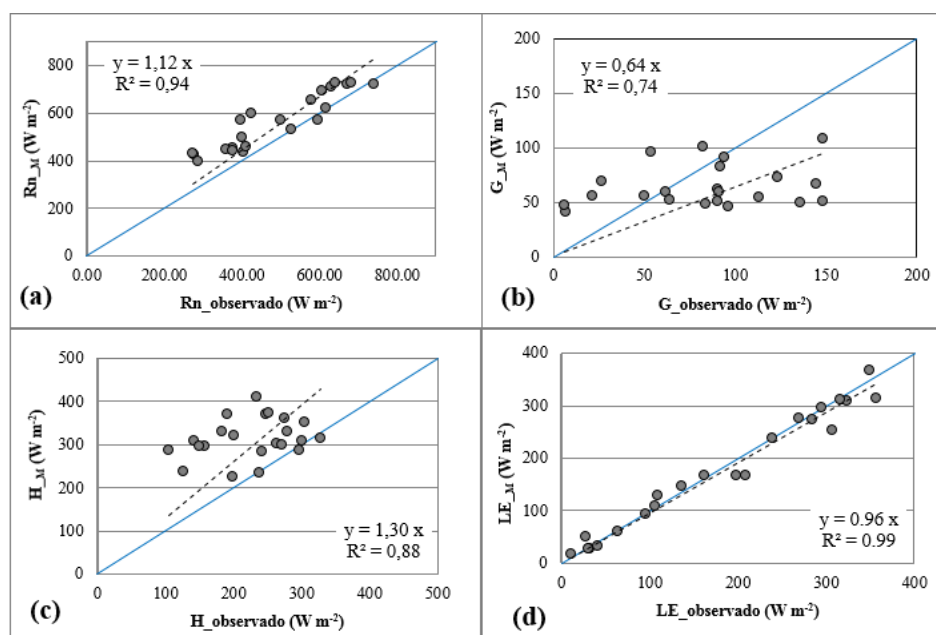 y = 1,12 x
R² = 0,94
Rn_M (W m⁻²)
800
600
400
200
0
0.00 200.00 400.00 600.00 800.00
Rn_observado (W m⁻²)
(a)
y = 0,64 x
R² = 0,74
G_M (W m⁻²)
200
150
100
50
0
0 50 100 150 200
G_observado (W m⁻²)
(b)
H_M (W m⁻²)
500
400
300
200
100
0
y = 1,30 x
R² = 0,88
0 100 200 300 400 500
H_observado (W m⁻²)
(c)
LE_M (W m⁻²)
400
300
200
100
0
y = 0.96 x
R² = 0.99
0 100 200 300 400
LE_observado (W m⁻²)
(d)